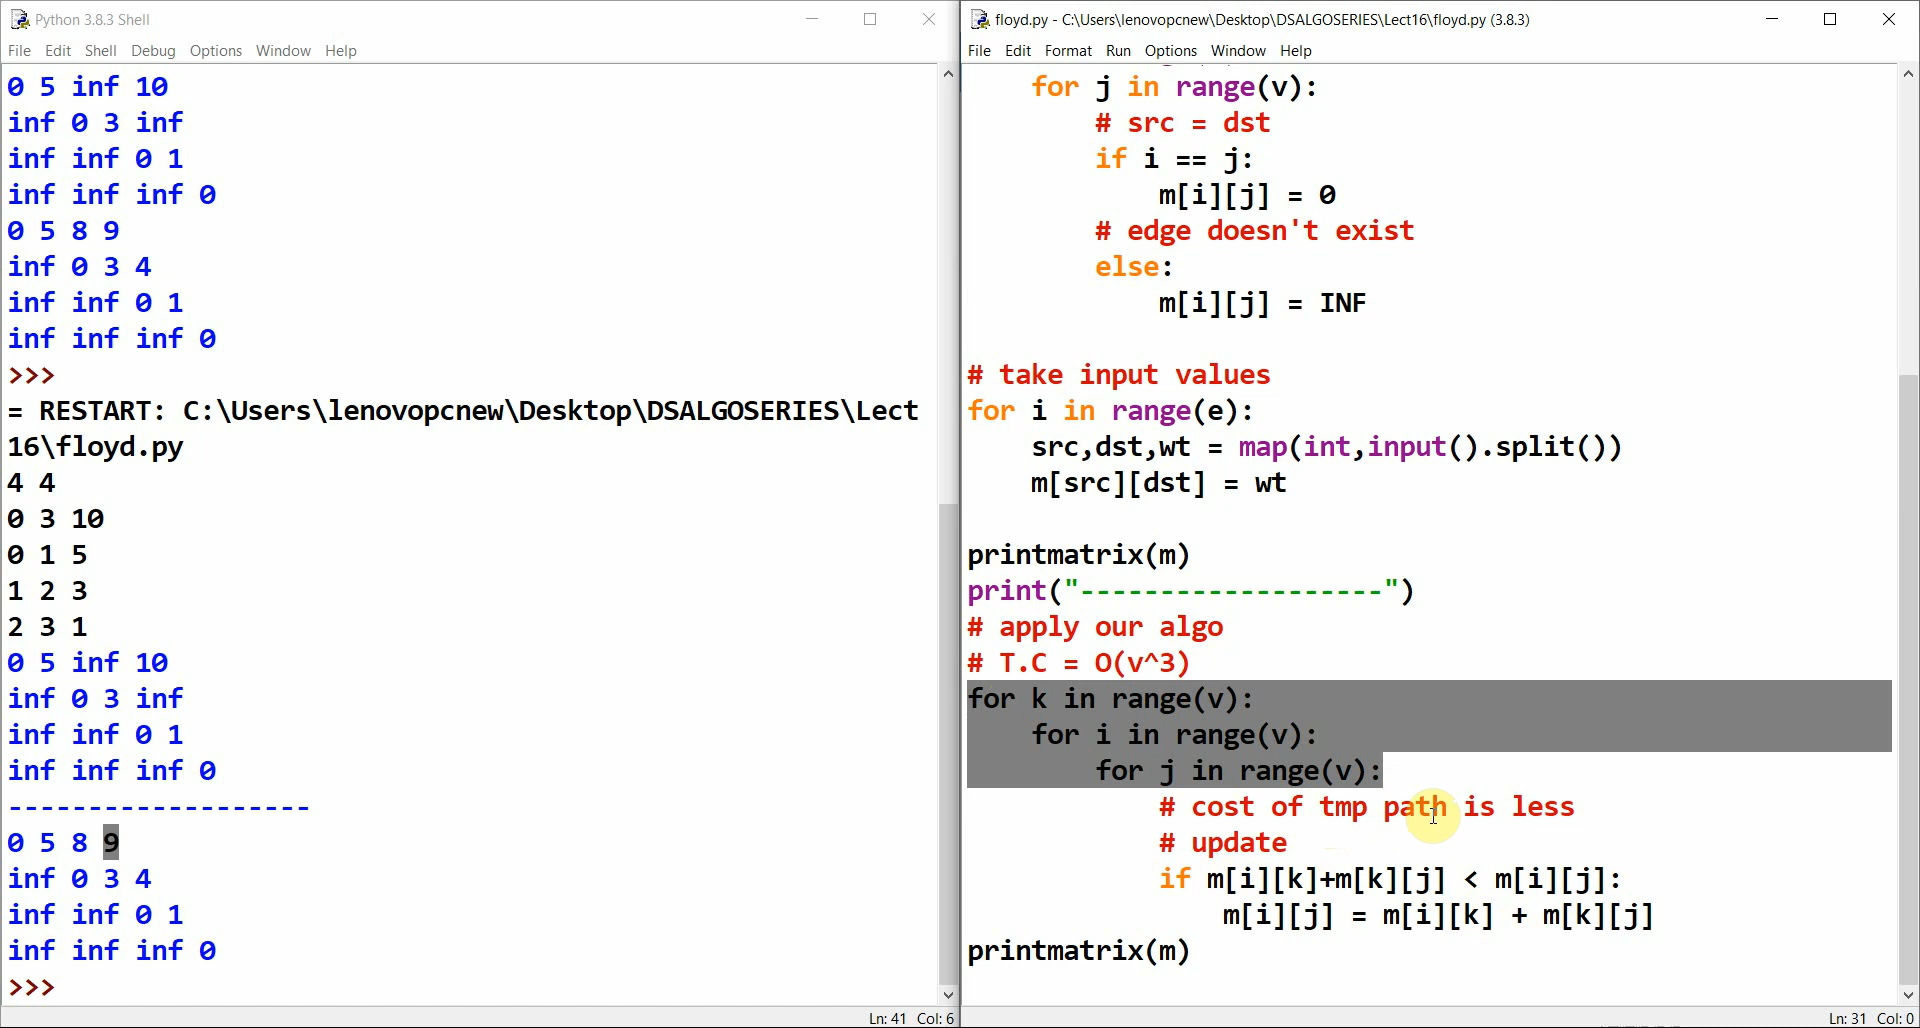 Python 3.8.3 Shell
File Edit Shell Debug Options Window Help
0 5 inf 10
inf 0 3 inf
inf inf 0 1
inf inf inf 0
0 5 8 9
inf 0 3 4
inf inf 0 1
inf inf inf 0
>>>
= RESTART: C:\Users\lenovopcnew\Desktop\DSALGOSERIES\Lect
16\floyd.py
4 4
0 3 10
0 1 5
1 2 3
2 3 1
0 5 inf 10
inf 0 3 inf
inf inf 0 1
inf inf inf 0
-------------------
0 5 8 9
inf 0 3 4
inf inf 0 1
inf inf inf 0
>>>
Ln: 41 Col: 6
floyd.py - C:\Users\lenovopcnew\Desktop\DSALGOSERIES\Lect16\floyd.py (3.8.3)
File Edit Format Run Options Window Help
    for j in range(v):
        # src = dst
        if i == j:
            m[i][j] = 0
        # edge doesn't exist
        else:
            m[i][j] = INF
# take input values
for i in range(e):
    src,dst,wt = map(int,input().split())
    m[src][dst] = wt
printmatrix(m)
print("-------------------")
# apply our algo
# T.C = O(v^3)
for k in range(v):
    for i in range(v):
        for j in range(v):
            # cost of tmp path is less
            # update
            if m[i][k]+m[k][j] < m[i][j]:
                m[i][j] = m[i][k] + m[k][j]
printmatrix(m)
Ln: 31 Col: 0